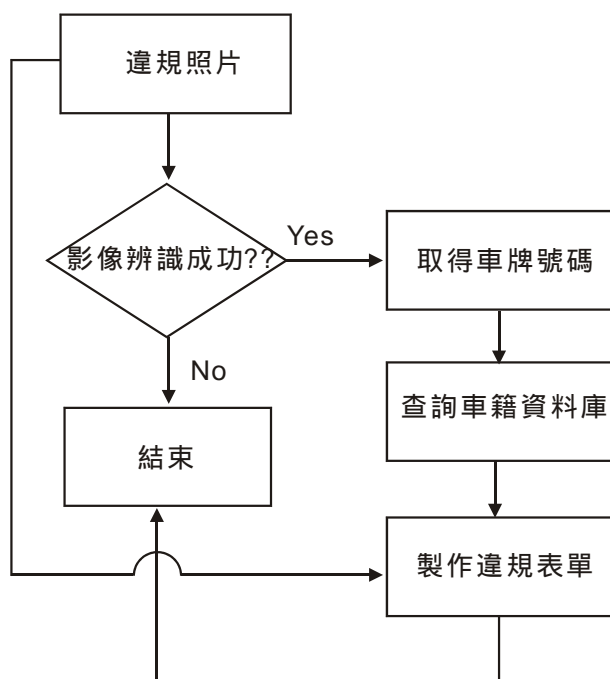 違規照片
影像辨識成功??
Yes
取得車牌號碼
No
查詢車籍資料庫
結束
製作違規表單